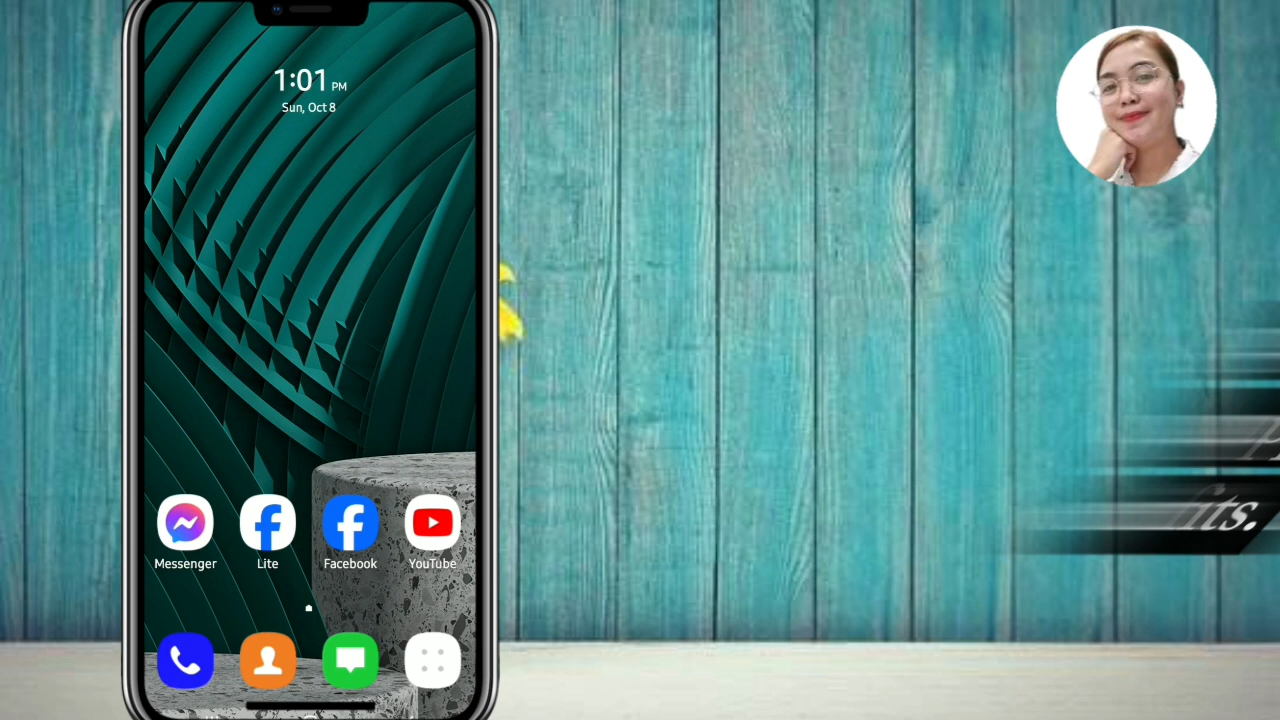 1:01 PM
Sun, Oct 8
Messenger
Lite
Facebook
YouTube